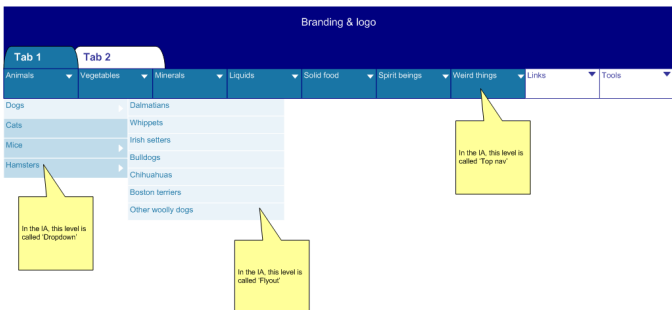 Branding & logo
Tab 1
Tab 2
Animals
Vegetables
Minerals
Liquids
Solid food
Spirit beings
Weird things
Links
Tools
Dogs
Cats
Mice
Hamsters
Dalmatians
Whippets
Irish setters
Bulldogs
Chihuahuas
Boston terriers
Other woolly dogs
In the IA, this level is
called 'Top nav'
In the IA, this level is
called 'Dropdown'
In the IA, this level is
called 'Flyout'